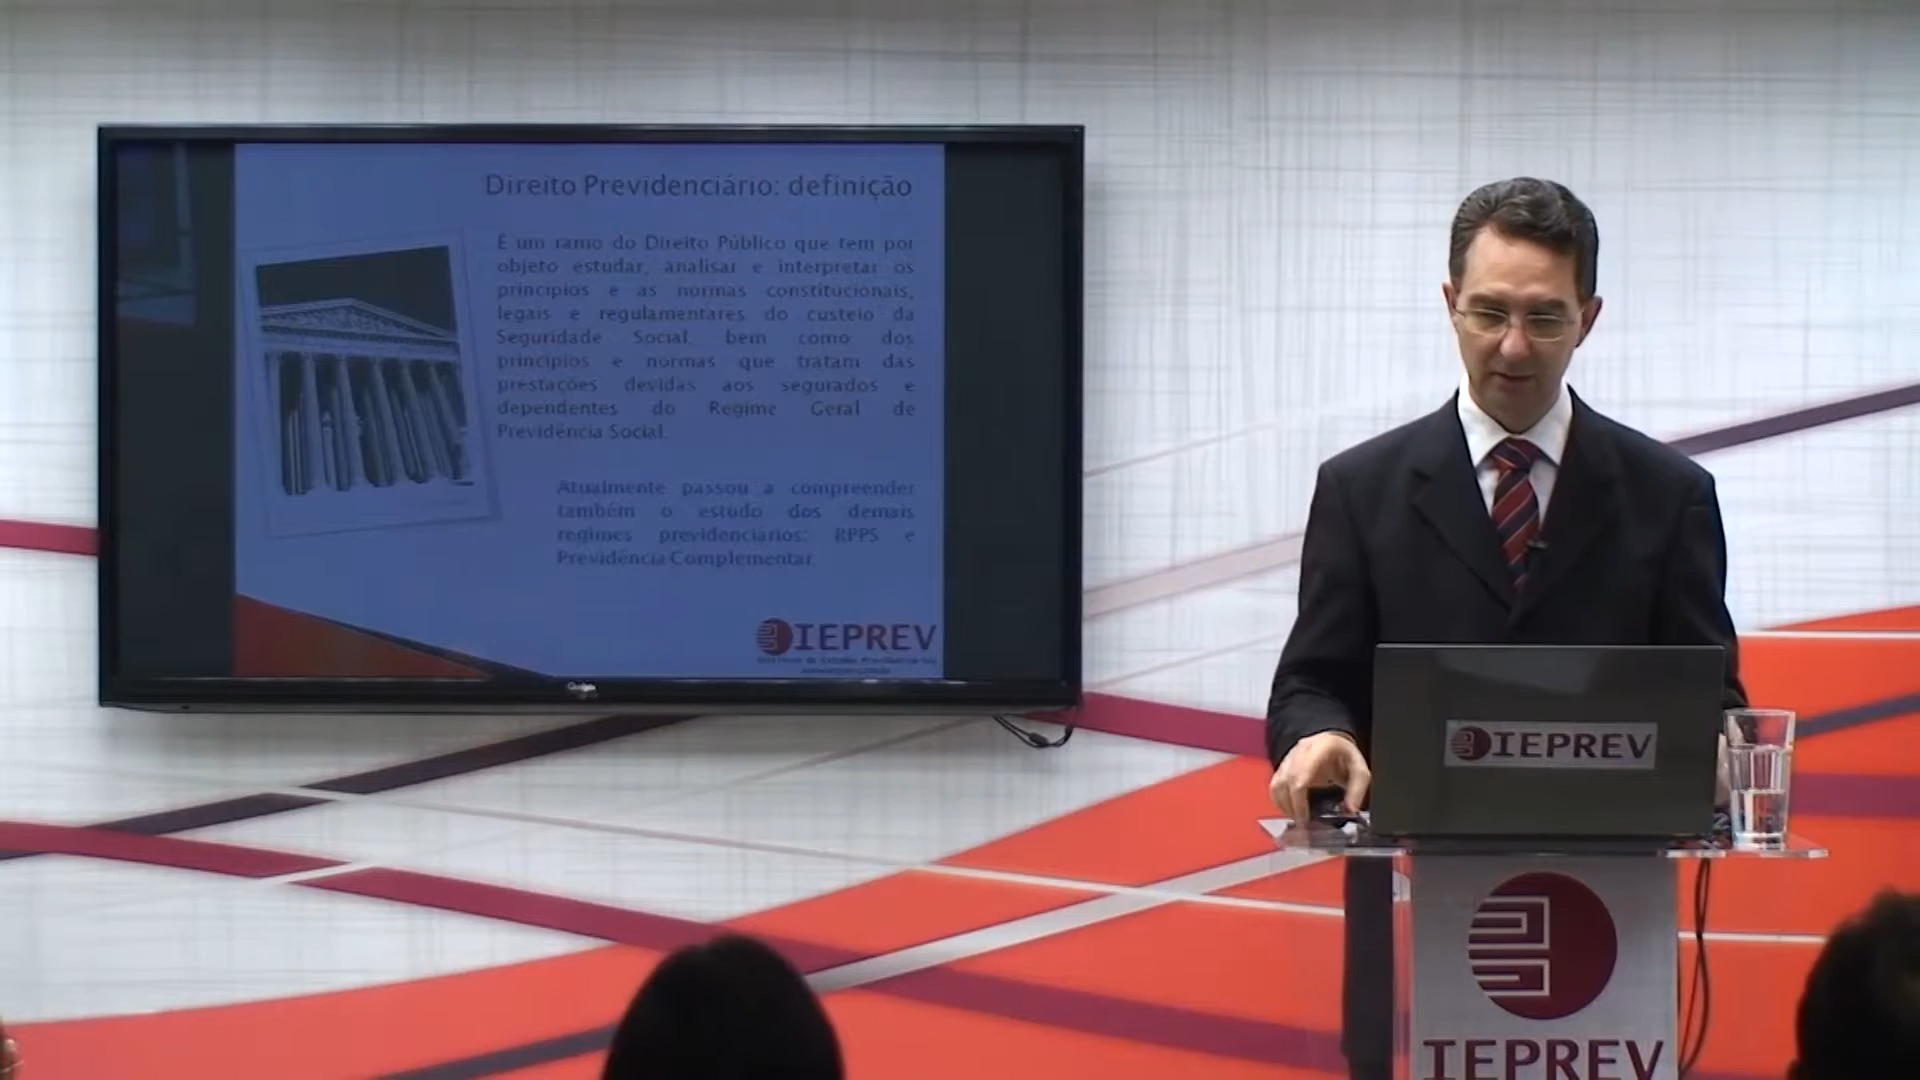 Direito Previdenciário: definição
É um ramo do Direito Público que tem por
objeto estudar, analisar e interpretar os
princípios e as normas constitucionais,
legais e regulamentares do custeio da
Seguridade Social, bem como dos
princípios e normas que tratam das
prestações devidas aos segurados e
dependentes do Regime Geral de
Previdência Social.
Atualmente passou a compreender
também o estudo dos demais
regimes previdenciários: RPPS e
Previdência Complementar.
IEPREV
IEPREV
IEPREV